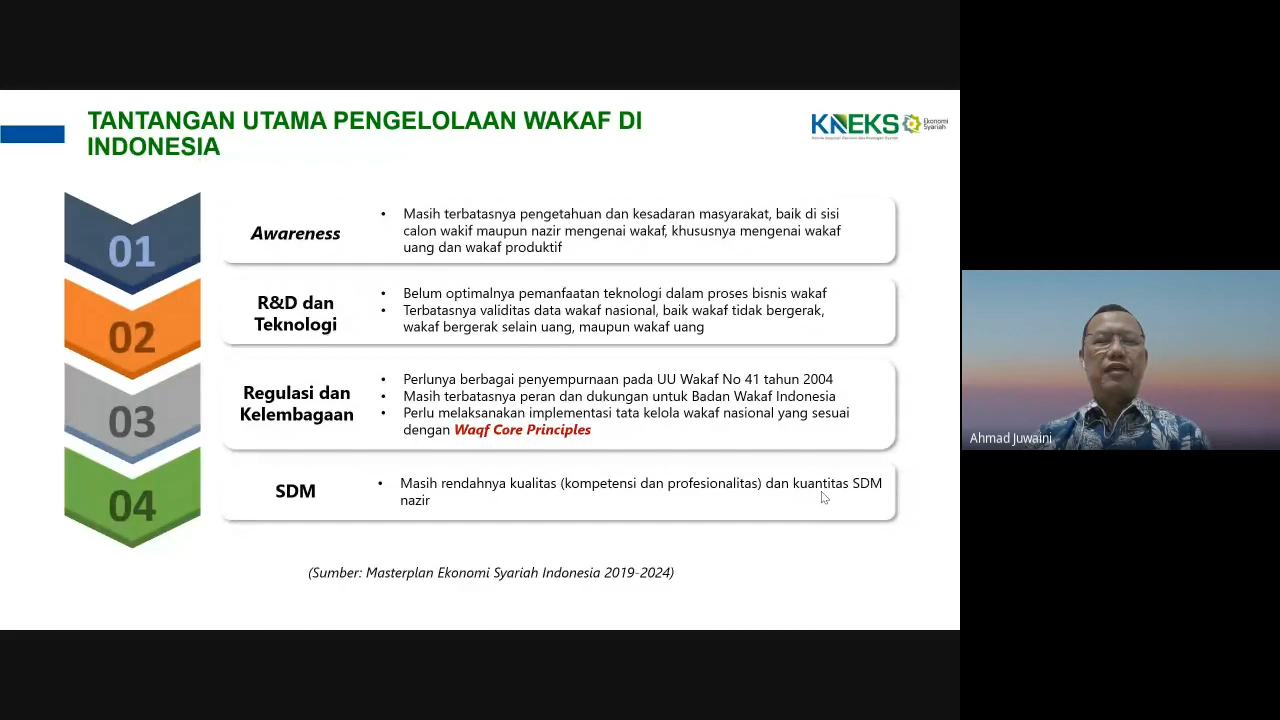 TANTANGAN UTAMA PENGELOLAAN WAKAF DI
INDONESIA
KNEKS
Ekonomi
Syariah
01
Awareness
• Masih terbatasnya pengetahuan dan kesadaran masyarakat, baik di sisi
calon wakif maupun nazir mengenai wakaf, khususnya mengenai wakaf
uang dan wakaf produktif
02
R&D dan
Teknologi
• Belum optimalnya pemanfaatan teknologi dalam proses bisnis wakaf
• Terbatasnya validitas data wakaf nasional, baik wakaf tidak bergerak,
wakaf bergerak selain uang, maupun wakaf uang
03
Regulasi dan
Kelembagaan
• Perlunya berbagai penyempurnaan pada UU Wakaf No 41 tahun 2004
• Masih terbatasnya peran dan dukungan untuk Badan Wakaf Indonesia
• Perlu melaksanakan implementasi tata kelola wakaf nasional yang sesuai
dengan Waqf Core Principles
04
SDM
• Masih rendahnya kualitas (kompetensi dan profesionalitas) dan kuantitas SDM
nazir
(Sumber: Masterplan Ekonomi Syariah Indonesia 2019-2024)
Ahmad Juwaini